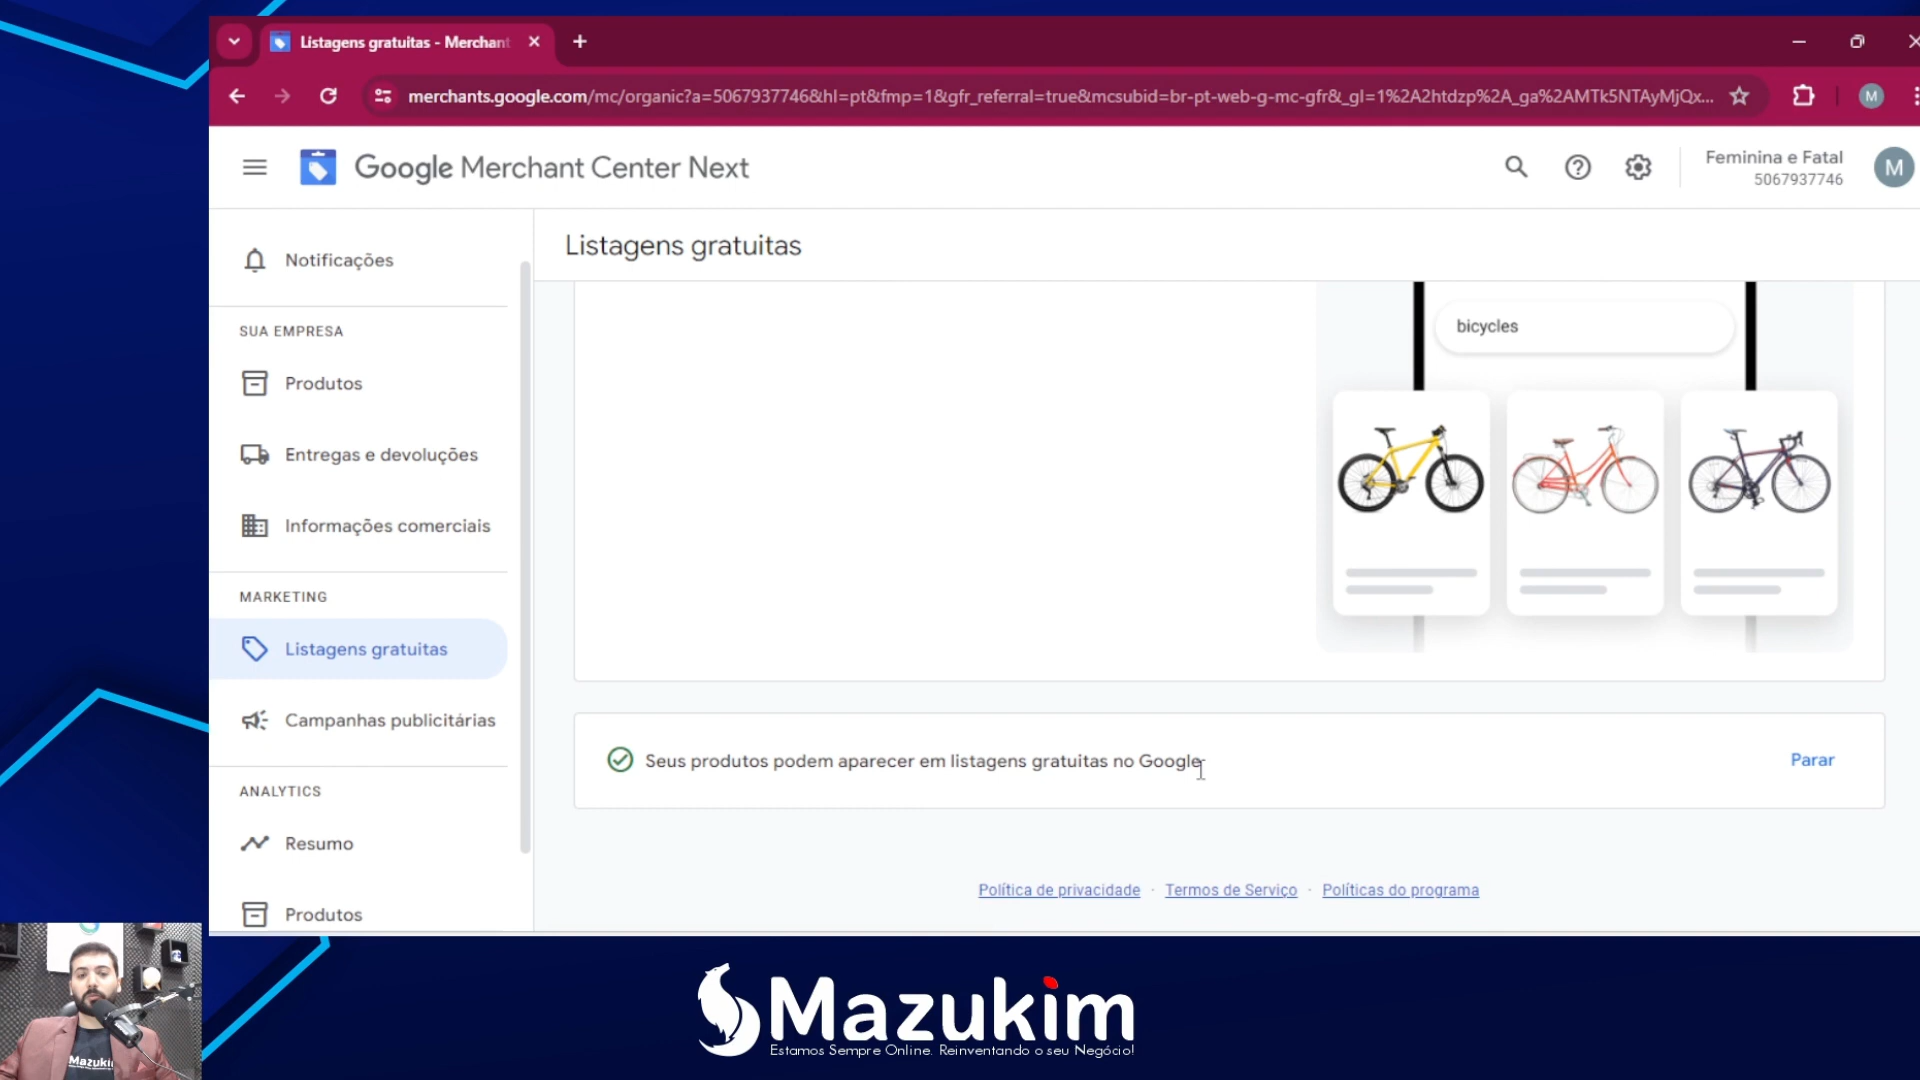 Listagens gratuitas - Merchant
merchants.google.com/mc/organic?a=5067937746&hl=pt&fmp=1&gfr_referral=true&mcsubid=br-pt-web-g-mc-gfr&_gl=1%2A2htdzp%2A_ga%2AMTk5NTAyMjQx...
M
Google Merchant Center Next
Feminina e Fatal
5067937746
M
Notificações
Listagens gratuitas
SUA EMPRESA
Produtos
Entregas e devoluções
Informações comerciais
MARKETING
Listagens gratuitas
Campanhas publicitárias
ANALYTICS
Resumo
Produtos
bicycles
Seus produtos podem aparecer em listagens gratuitas no Google
Parar
Política de privacidade · Termos de Serviço · Políticas do programa
Mazukim
Estamos Sempre Online. Reinventando o seu Negócio!